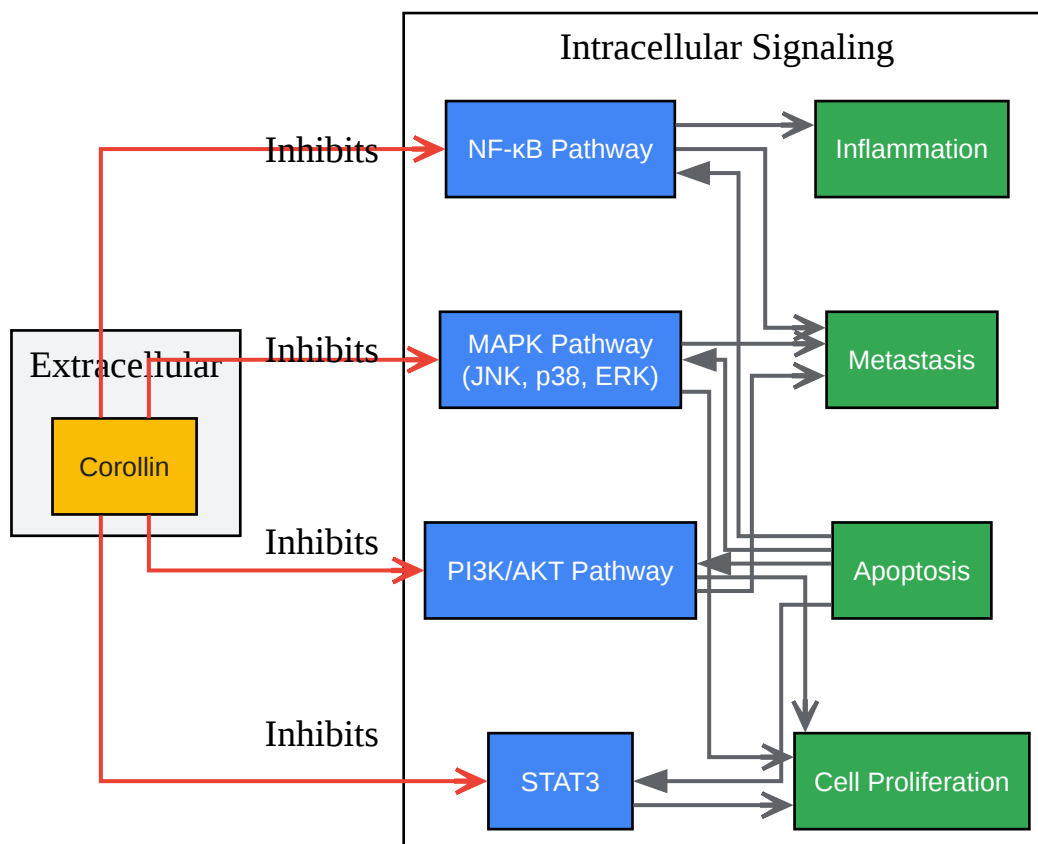 Intracellular Signaling
Inhibits
NF-κB Pathway
Inflammation
Extracellular
Inhibits
MAPK Pathway
(JNK, p38, ERK)
Metastasis
Corollin
Inhibits
PI3K/AKT Pathway
Apoptosis
Inhibits
STAT3
Cell Proliferation